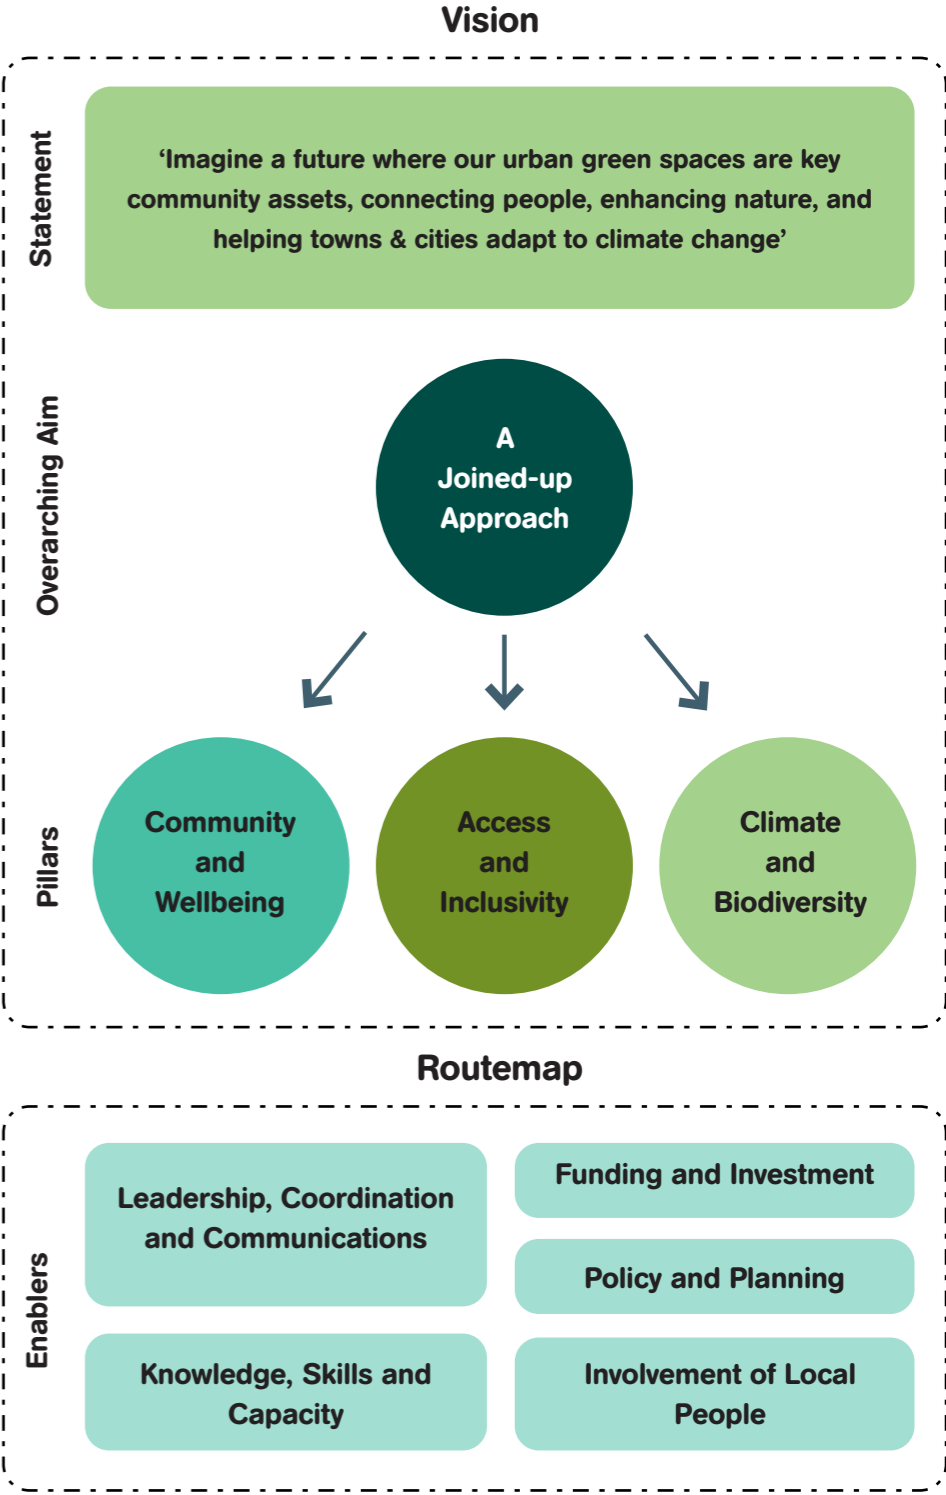 Vision
Statement
‘Imagine a future where our urban green spaces are key
community assets, connecting people, enhancing nature, and
helping towns & cities adapt to climate change’
Overarching Aim
A
Joined-up
Approach
Pillars
Community
and
Wellbeing
Access
and
Inclusivity
Climate
and
Biodiversity
Routemap
Enablers
Leadership, Coordination
and Communications
Knowledge, Skills and
Capacity
Funding and Investment
Policy and Planning
Involvement of Local
People